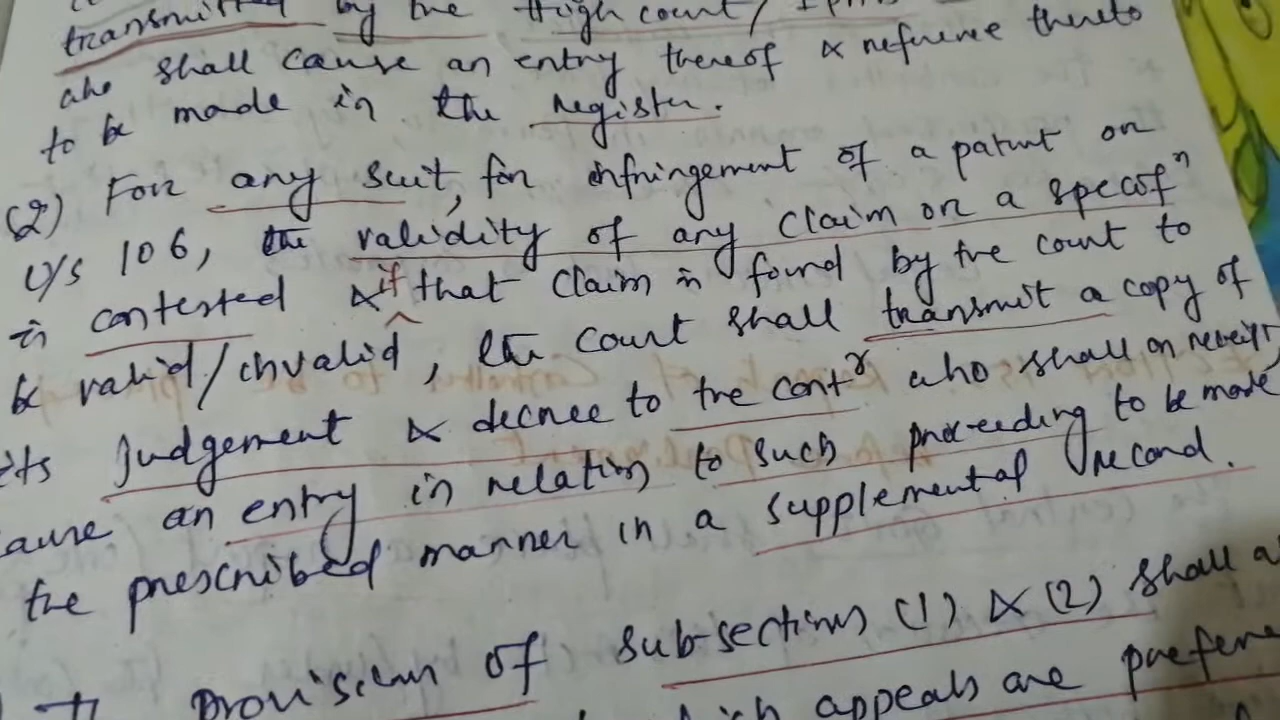 transmitted by the High court,
who shall cause an entry thereof & reference thereto
to be made in the register.
(2) For any suit, for infringement of a patent or
u/s 106, the validity of any claim or a specifⁿ
is contested & if that claim is found by the court to
be valid/invalid, the court shall transmit a copy of
its judgement & decree to the contʳ who shall on receipt
cause an entry in relation to such proceeding to be made
the prescribed manner in a supplemental record.
provision of sub-sections (1) & (2) shall
which appeals are